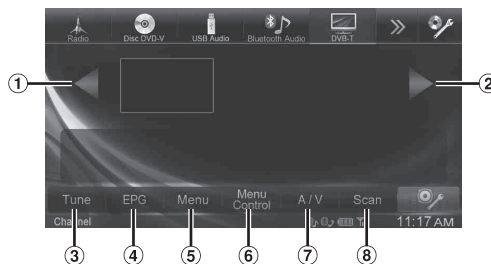 Radio Disc DVD-V USB Audio Bluetooth Audio DVB-T
1 2
Tune EPG Menu Menu Control A / V Scan
Channel 11:17 AM
3 4 5 6 7 8